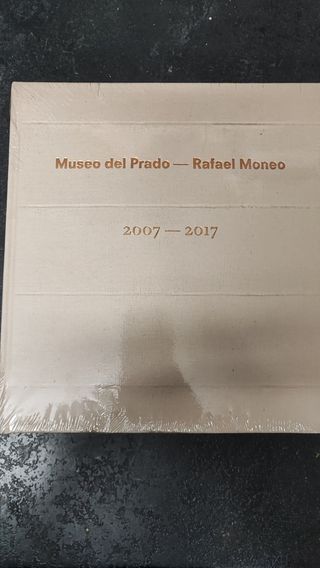 Museo del Prado — Rafael Moneo
2007 — 2017